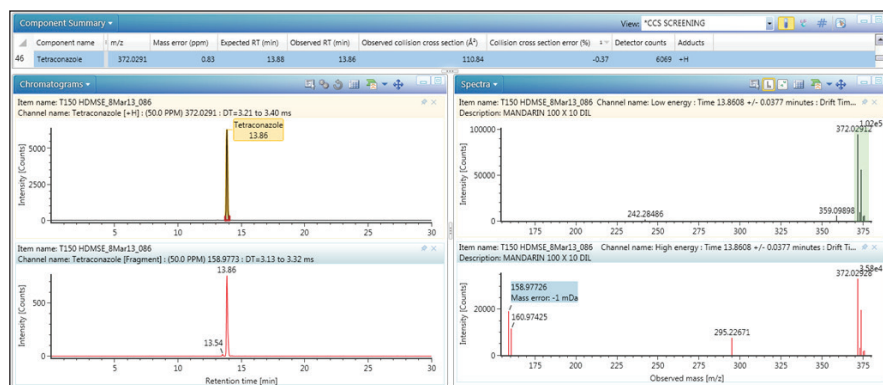 Component Summary
View: *CCS SCREENING
Component name m/z Mass error (ppm) Expected RT (min) Observed RT (min) Observed collision cross section (Å²) Collision cross section error (%) Detector counts Adducts
46 Tetraconazole 372.0291 0.83 13.88 13.86 110.84 -0.37 6069 +H
Chromatograms
Item name: T150 HDMSE_8Mar13_086
Channel name: Tetraconazole [+H] : (50.0 PPM) 372.0291 : DT=3.21 to 3.40 ms
Tetraconazole
13.86
Intensity [Counts]
5000
2500
0
5 10 15 20 25 30
Item name: T150 HDMSE_8Mar13_086
Channel name: Tetraconazole [Fragment] : (50.0 PPM) 158.9773 : DT=3.13 to 3.32 ms
13.86
13.54
Intensity [Counts]
500
0
5 10 15 20 25 30
Retention time [min]
Spectra
Item name: T150 HDMSE_8Mar13_086 Channel name: Low energy : Time 13.8608 +/- 0.0377 minutes : Drift Tim...
Description: MANDARIN 100 X 10 DIL
1.02e5
372.02912
359.09898
242.28486
Intensity [Counts]
100000
50000
0
175 200 225 250 275 300 325 350 375
Item name: T150 HDMSE_8Mar13_086 Channel name: High energy : Time 13.8608 +/- 0.0377 minutes : Drift Ti...
Description: MANDARIN 100 X 10 DIL
3.58e4
372.02928
158.97726
Mass error: -1 mDa
160.97425
295.22671
Intensity [Counts]
20000
0
175 200 225 250 275 300 325 350 375
Observed mass [m/z]